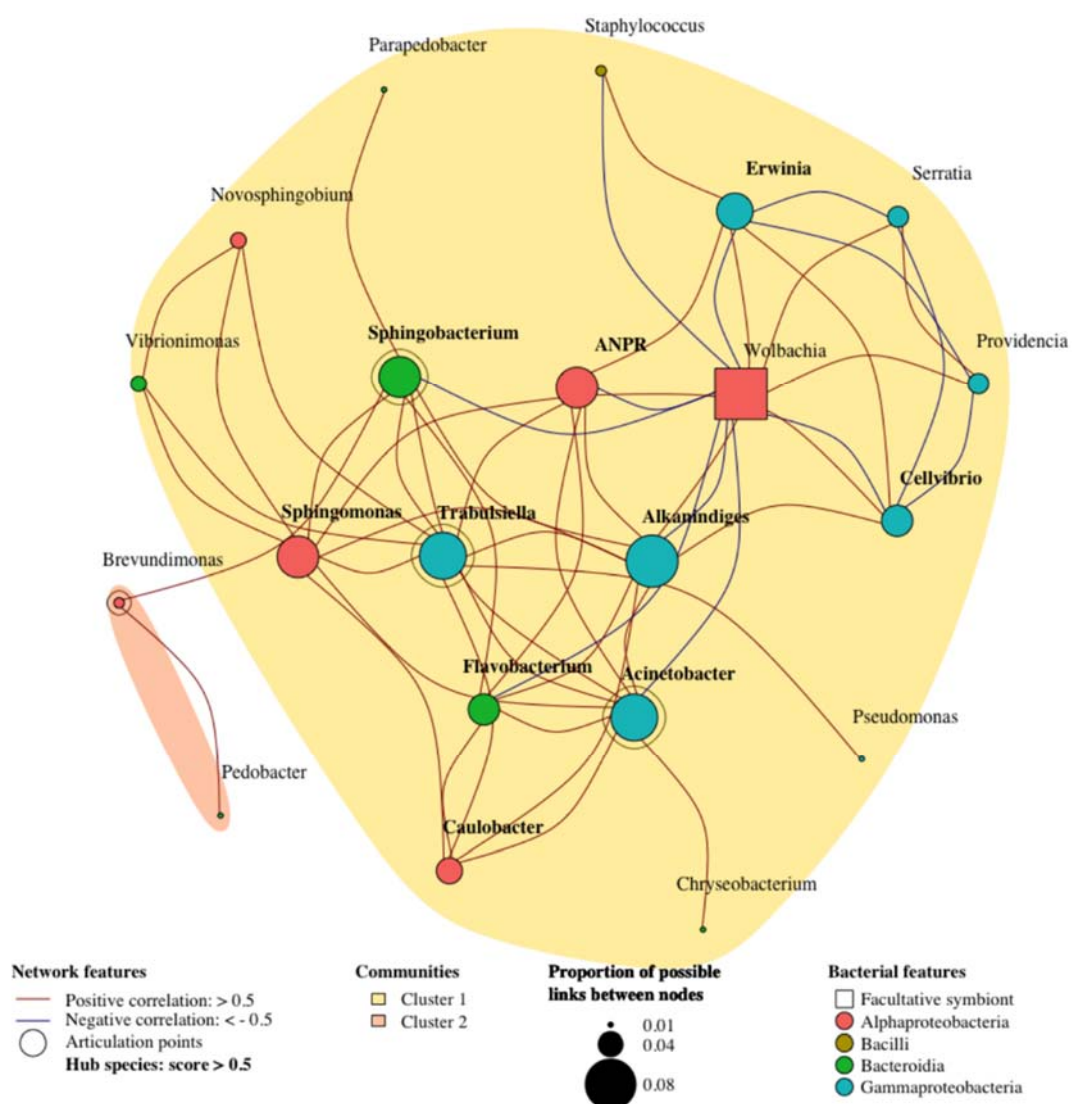 Staphylococcus
Parapedobacter
Erwinia
Serratia
Novosphingobium
Vibrionimonas
Sphingobacterium
ANPR
Wolbachia
Providencia
Cellvibrio
Sphingomonas
Trabulsiella
Alkanindiges
Brevundimonas
Flavobacterium
Acinetobacter
Pseudomonas
Pedobacter
Caulobacter
Chryseobacterium
Network features
Positive correlation: > 0.5
Negative correlation: < - 0.5
Articulation points
Hub species: score > 0.5
Communities
Cluster 1
Cluster 2
Proportion of possible
links between nodes
0.01
0.04
0.08
Bacterial features
Facultative symbiont
Alphaproteobacteria
Bacilli
Bacteroidia
Gammaproteobacteria